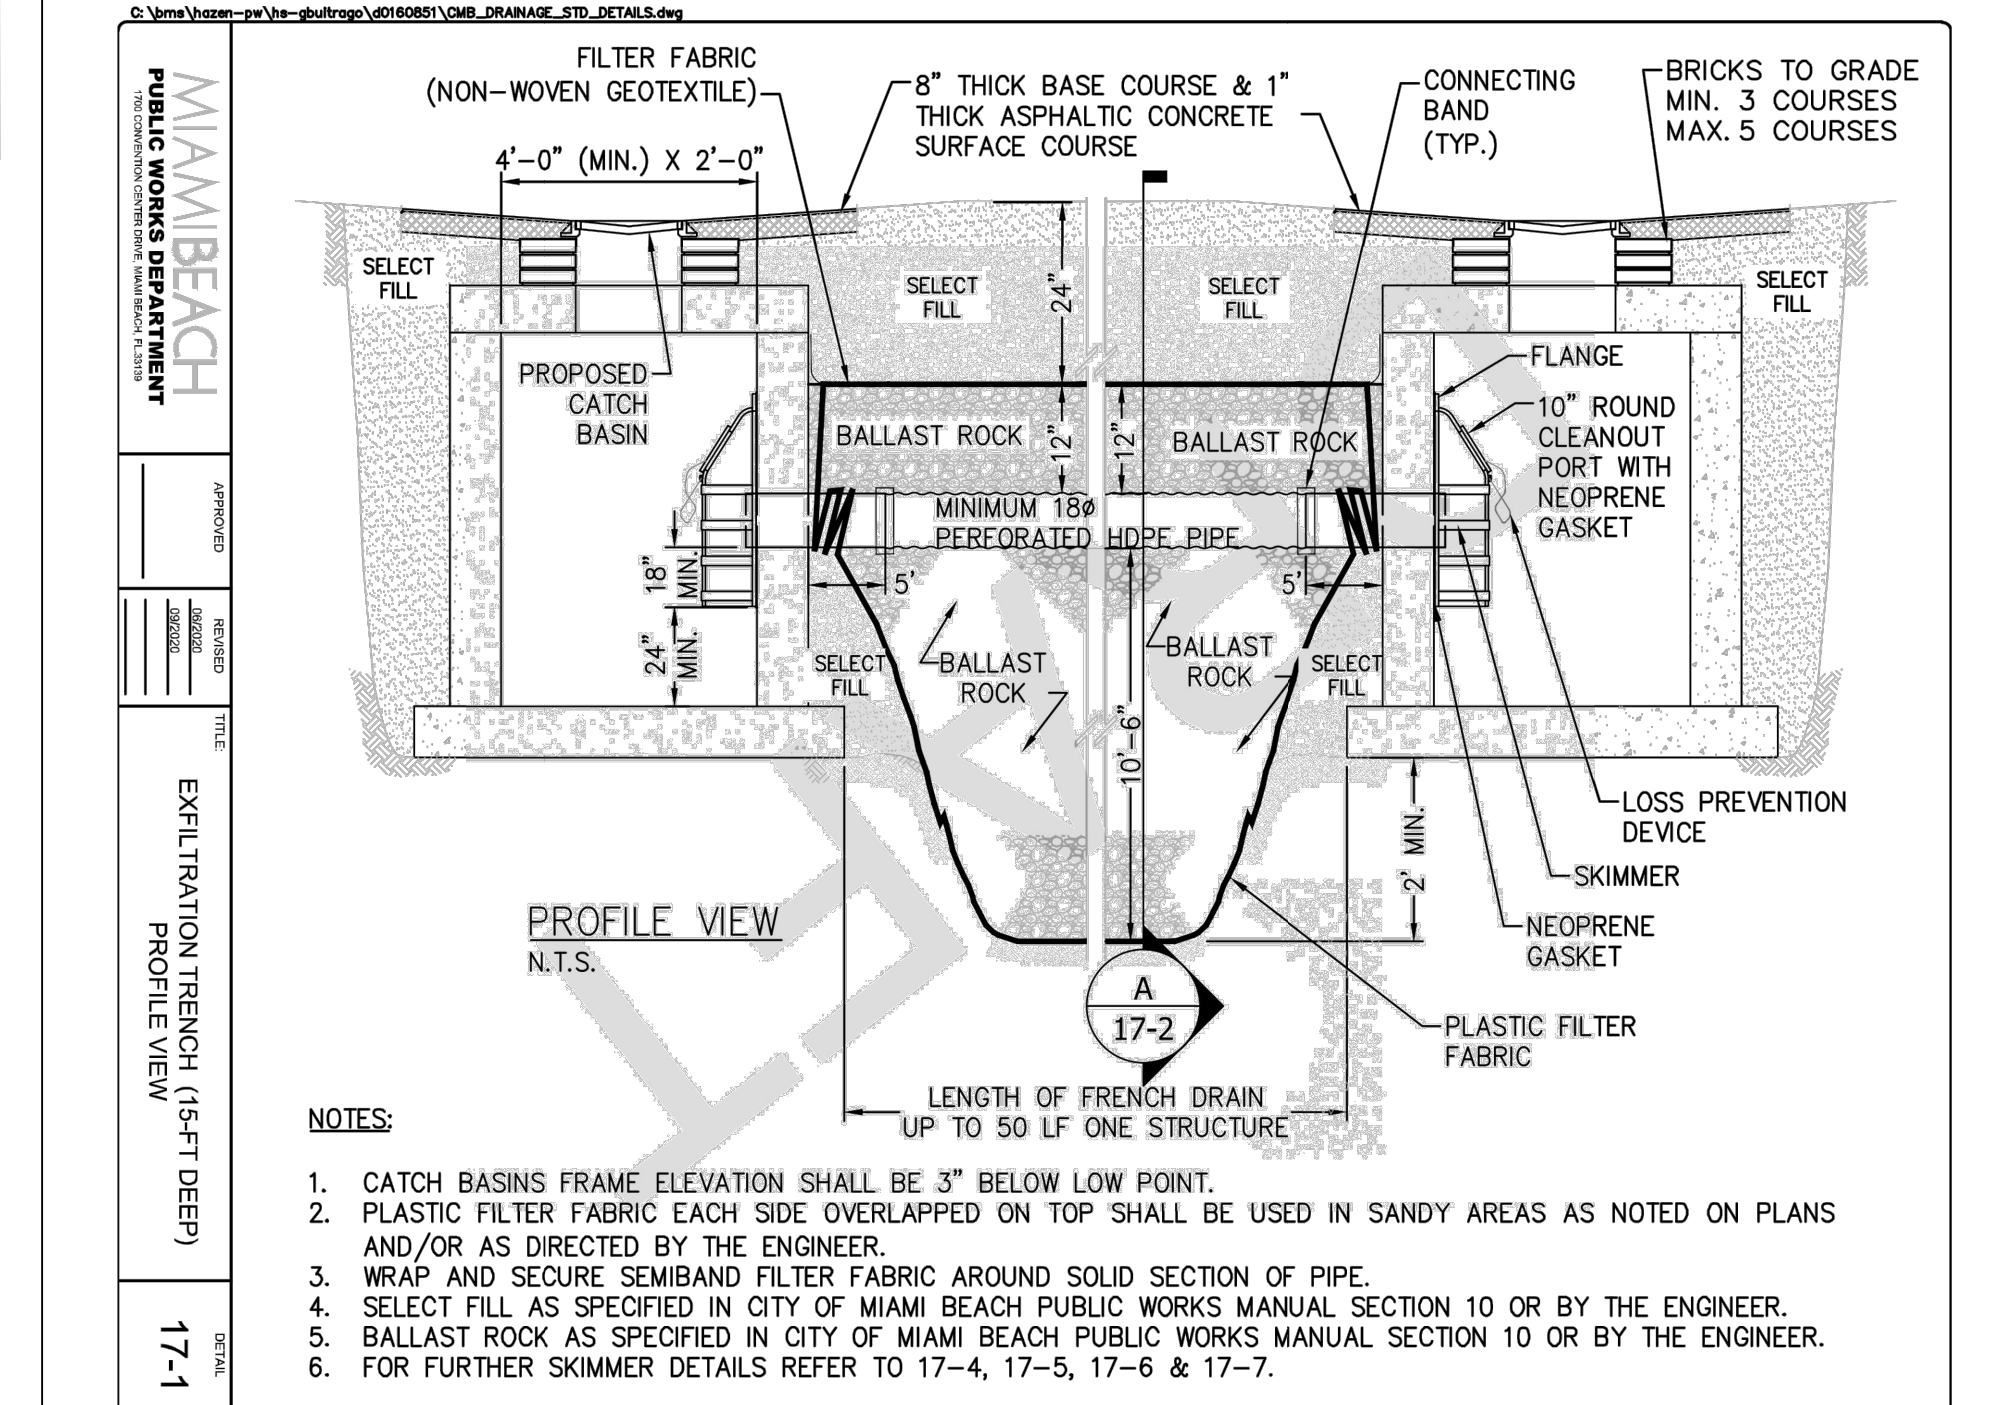 C: \bms\hazen-pw\hs-gbuitrago\d0160851\CMB_DRAINAGE_STD_DETAILS.dwg
MIAMIBEACH
PUBLIC WORKS DEPARTMENT
1700 CONVENTION CENTER DRIVE, MIAMI BEACH, FL.33139
APPROVED
REVISED
06/2020
09/2020
TITLE:
EXFILTRATION TRENCH (15-FT DEEP)
PROFILE VIEW
DETAIL
17-1
FILTER FABRIC
(NON-WOVEN GEOTEXTILE)
8" THICK BASE COURSE & 1"
THICK ASPHALTIC CONCRETE
SURFACE COURSE
CONNECTING
BAND
(TYP.)
BRICKS TO GRADE
MIN. 3 COURSES
MAX. 5 COURSES
4'-0" (MIN.) X 2'-0"
SELECT
FILL
SELECT
FILL
24"
SELECT
FILL
SELECT
FILL
PROPOSED
CATCH
BASIN
FLANGE
10" ROUND
CLEANOUT
PORT WITH
NEOPRENE
GASKET
BALLAST ROCK
12"
12"
BALLAST ROCK
MINIMUM 18ø
PERFORATED HDPE PIPE
18"
MIN.
5'
5'
24"
MIN.
SELECT
FILL
BALLAST
ROCK
BALLAST
ROCK
SELECT
FILL
10'-6"
2' MIN.
LOSS PREVENTION
DEVICE
SKIMMER
NEOPRENE
GASKET
PROFILE VIEW
N.T.S.
A
17-2
PLASTIC FILTER
FABRIC
LENGTH OF FRENCH DRAIN
UP TO 50 LF ONE STRUCTURE
NOTES:
1. CATCH BASINS FRAME ELEVATION SHALL BE 3" BELOW LOW POINT.
2. PLASTIC FILTER FABRIC EACH SIDE OVERLAPPED ON TOP SHALL BE USED IN SANDY AREAS AS NOTED ON PLANS
AND/OR AS DIRECTED BY THE ENGINEER.
3. WRAP AND SECURE SEMIBAND FILTER FABRIC AROUND SOLID SECTION OF PIPE.
4. SELECT FILL AS SPECIFIED IN CITY OF MIAMI BEACH PUBLIC WORKS MANUAL SECTION 10 OR BY THE ENGINEER.
5. BALLAST ROCK AS SPECIFIED IN CITY OF MIAMI BEACH PUBLIC WORKS MANUAL SECTION 10 OR BY THE ENGINEER.
6. FOR FURTHER SKIMMER DETAILS REFER TO 17-4, 17-5, 17-6 & 17-7.